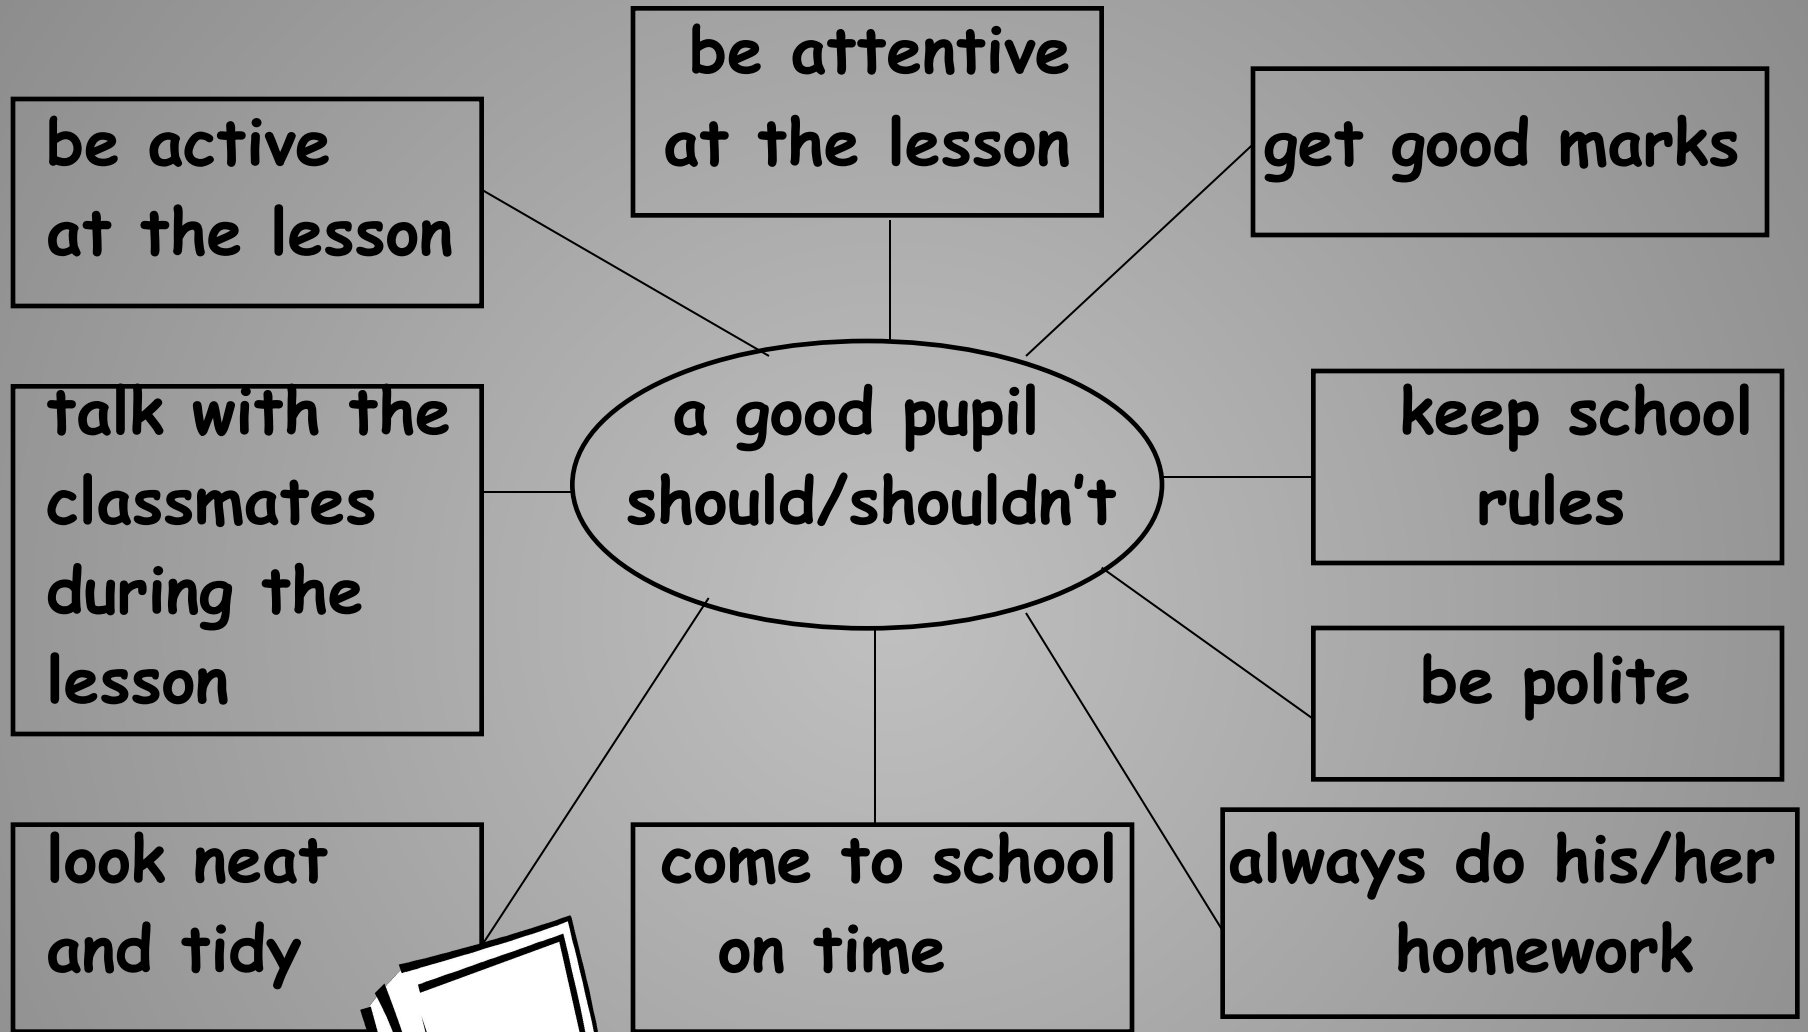 be attentive
at the lesson
be active
at the lesson
get good marks
talk with the
classmates
during the
lesson
a good pupil
should/shouldn't
keep school
rules
be polite
look neat
and tidy
come to school
on time
always do his/her
homework